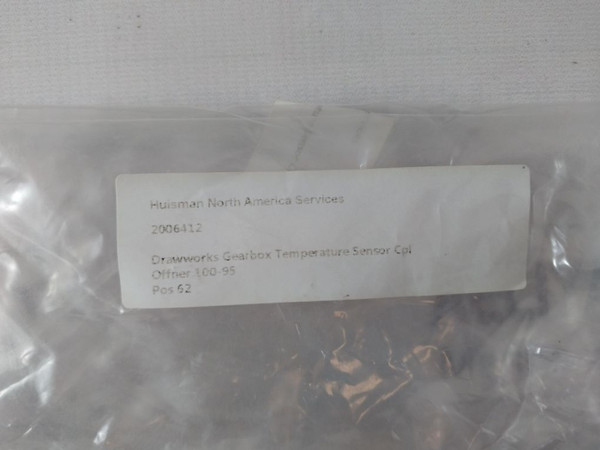 Huisman North America Services
2006412
Drawworks Gearbox Temperature Sensor Cpl
Offner 100-95
Pos 62